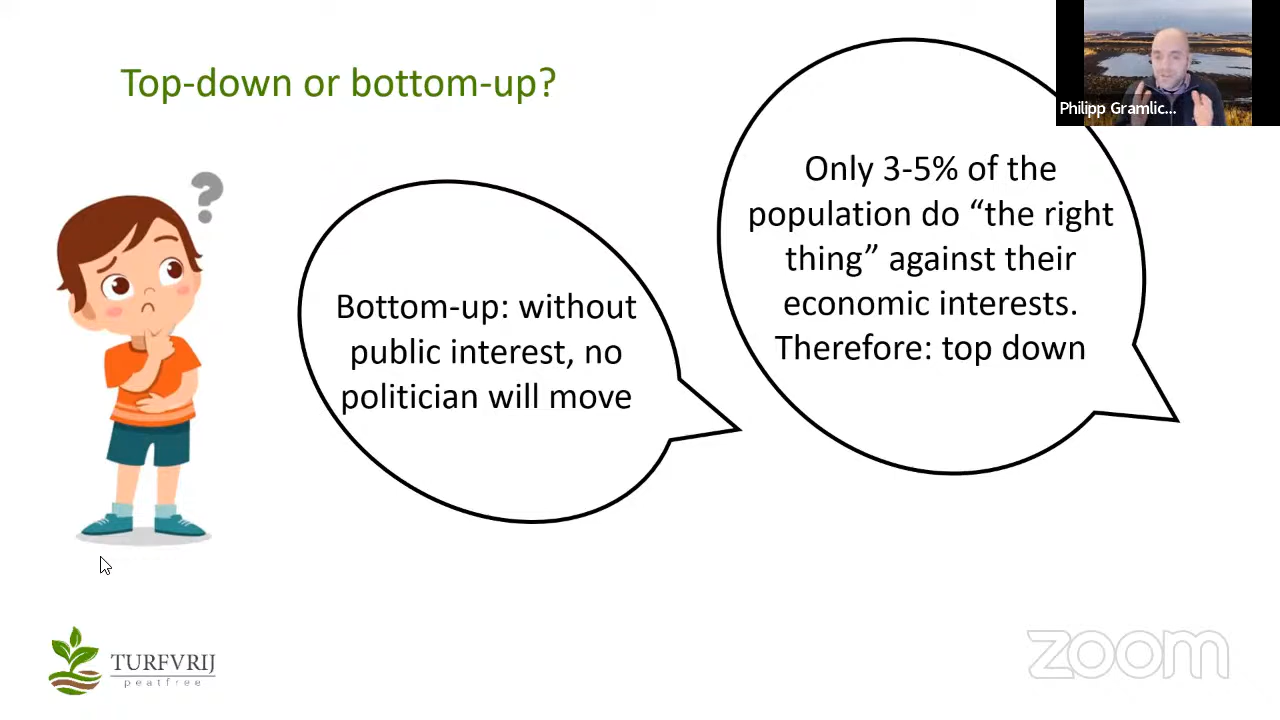 Top-down or bottom-up?
Philipp Gramlic...
Only 3-5% of the
population do “the right
thing” against their
economic interests.
Therefore: top down
Bottom-up: without
public interest, no
politician will move
?
TURFVRIJ
peatfree
zoom